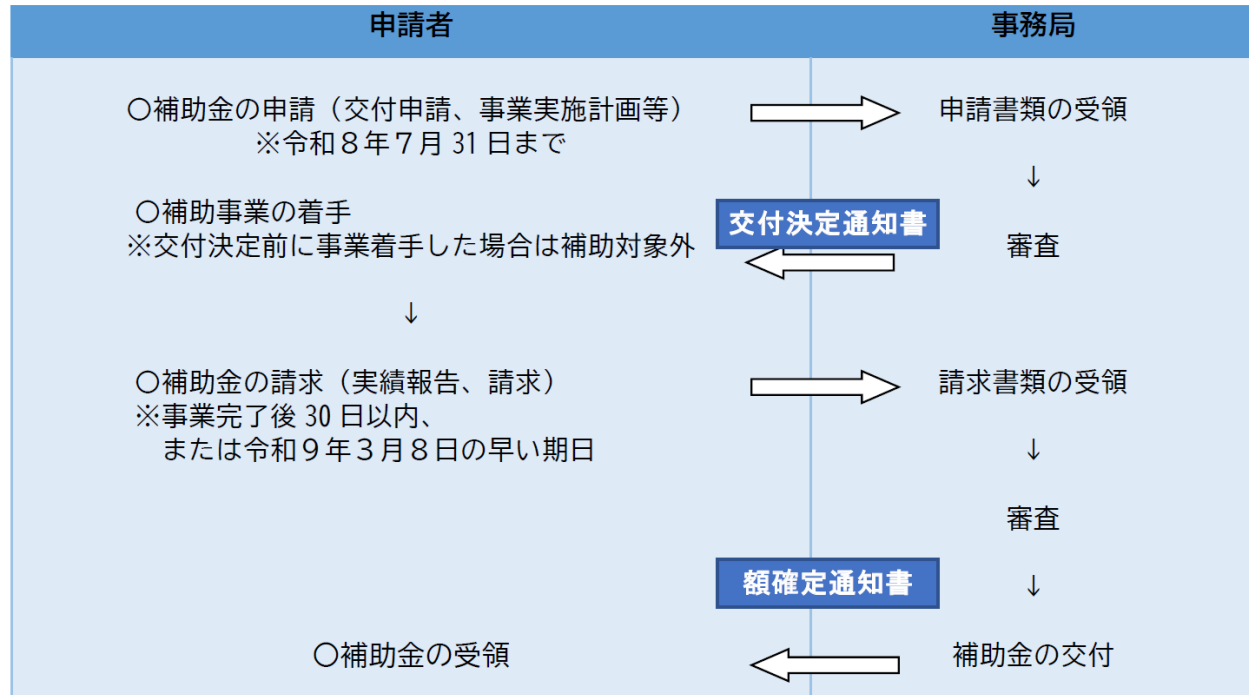 申請者
事務局
〇補助金の申請（交付申請、事業実施計画等）
申請書類の受領
※令和８年７月 31 日まで
↓
〇補助事業の着手
交付決定通知書
※交付決定前に事業着手した場合は補助対象外
審査
↓
〇補助金の請求（実績報告、請求）
請求書類の受領
※事業完了後 30 日以内、
または令和９年３月８日の早い期日
↓
審査
額確定通知書
↓
〇補助金の受領
補助金の交付